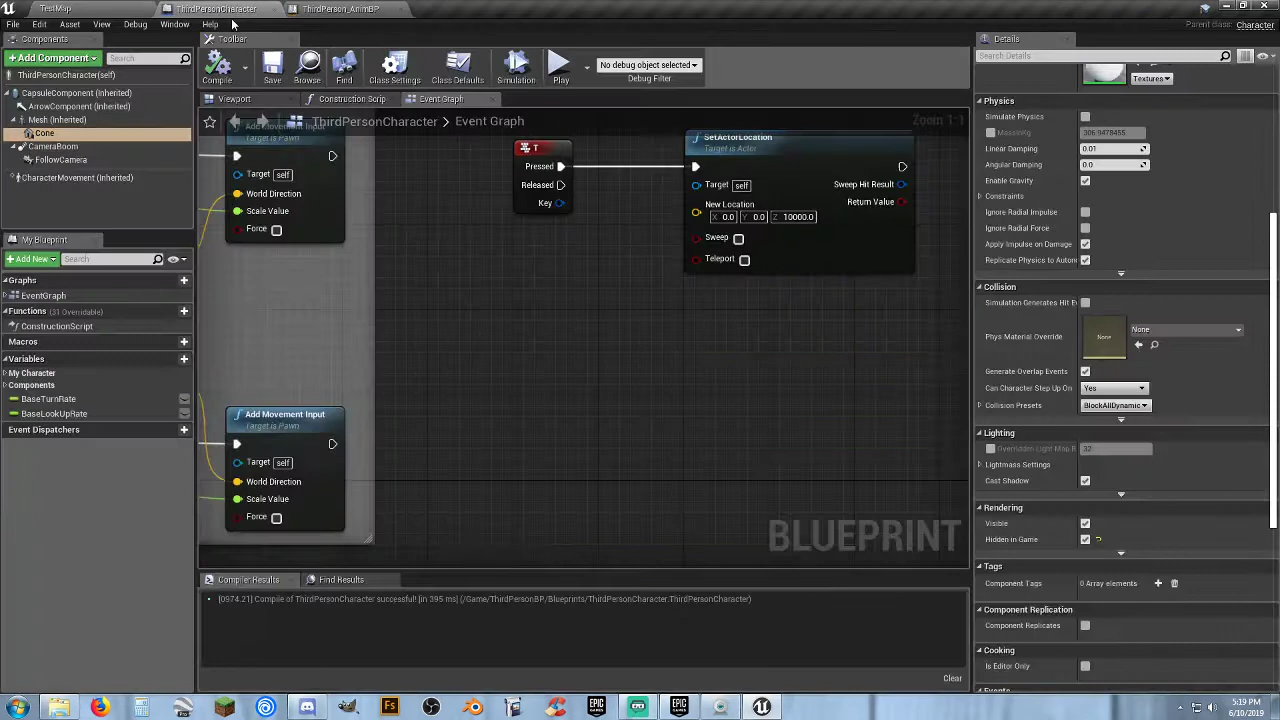 TestMap
ThirdPersonCharacter
ThirdPerson_AnimBP
File Edit Asset View Debug Window Help
Parent class: Character
Components
Add Component
Search
ThirdPersonCharacter(self)
CapsuleComponent (Inherited)
ArrowComponent (Inherited)
Mesh (Inherited)
Cone
CameraBoom
FollowCamera
CharacterMovement (Inherited)
My Blueprint
Add New
Search
Graphs
EventGraph
Functions (31 Overridable)
ConstructionScript
Macros
Variables
My Character
Components
BaseTurnRate
BaseLookUpRate
Event Dispatchers
Toolbar
Compile
Save
Browse
Find
Class Settings
Class Defaults
Simulation
Play
No debug object selected
Debug Filter
Viewport
Construction Scrip
Event Graph
ThirdPersonCharacter > Event Graph
Zoom 1:1
Add Movement Input
Target is Pawn
Target self
World Direction
Scale Value
Force
T
Pressed
Released
Key
SetActorLocation
Target is Actor
Target self
New Location
X 0.0 Y 0.0 Z 10000.0
Sweep
Teleport
Sweep Hit Result
Return Value
Add Movement Input
Target is Pawn
Target self
World Direction
Scale Value
Force
BLUEPRINT
Compiler Results
Find Results
[0974.21] Compile of ThirdPersonCharacter successful! [in 395 ms] (/Game/ThirdPersonBP/Blueprints/ThirdPersonCharacter.ThirdPersonCharacter)
Clear
Details
Search Details
Textures
Physics
Simulate Physics
MassInKg 306.9478455
Linear Damping 0.01
Angular Damping 0.0
Enable Gravity
Constraints
Ignore Radial Impulse
Ignore Radial Force
Apply Impulse on Damage
Replicate Physics to Auton
Collision
Simulation Generates Hit E
Phys Material Override
None
None
Generate Overlap Events
Can Character Step Up On Yes
Collision Presets BlockAllDynamic
Lighting
Overridden Light Map R 32
Lightmass Settings
Cast Shadow
Rendering
Visible
Hidden in Game
Tags
Component Tags 0 Array elements
Component Replication
Component Replicates
Cooking
Is Editor Only
Events
Fs
EPIC GAMES
EPIC GAMES
5:19 PM
6/10/2019